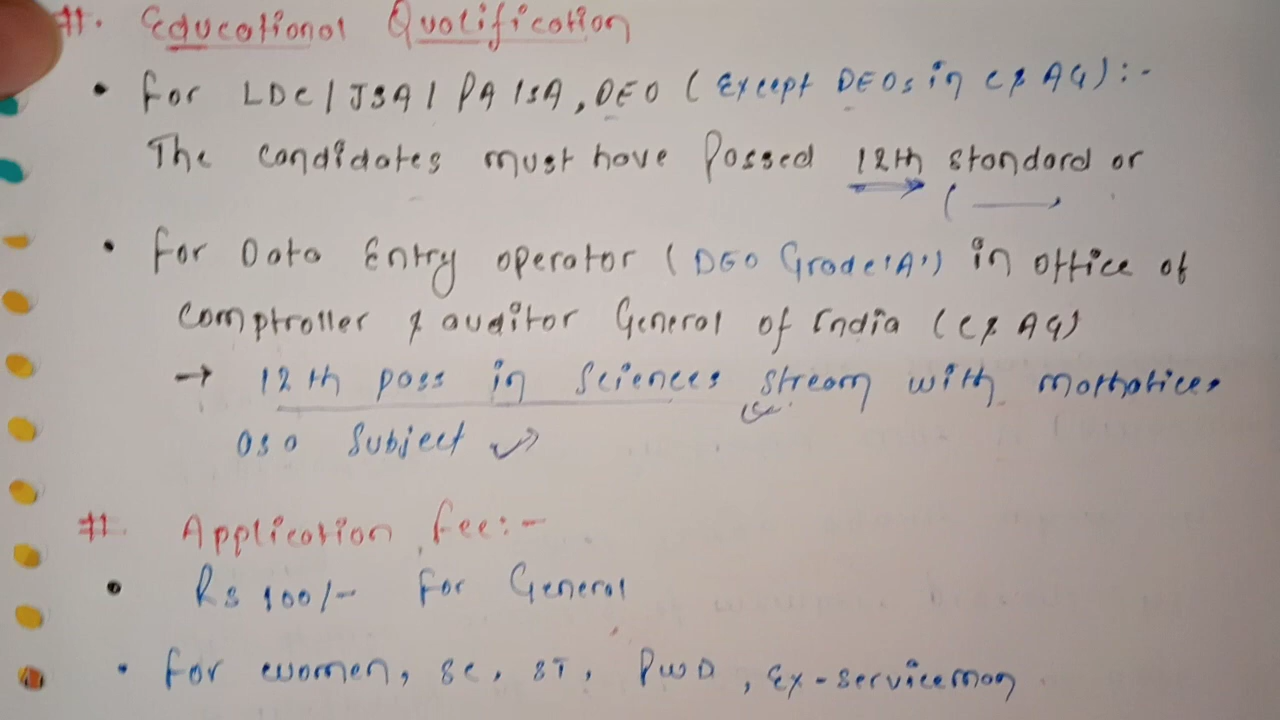 #. Educational Qualification
• For LDC/JSA/PA/SA, DEO (Except DEOs in C & AG):-
The candidates must have Passed 12th standard or
• For Data Entry operator (DEO Grade 'A') in office of
Comptroller & auditor General of India (C & AG)
→ 12th pass in Sciences stream with mathatices
as a Subject
#. Application fee:-
• Rs 100/- For General
• For women, SC, ST, PWD, Ex-serviceman